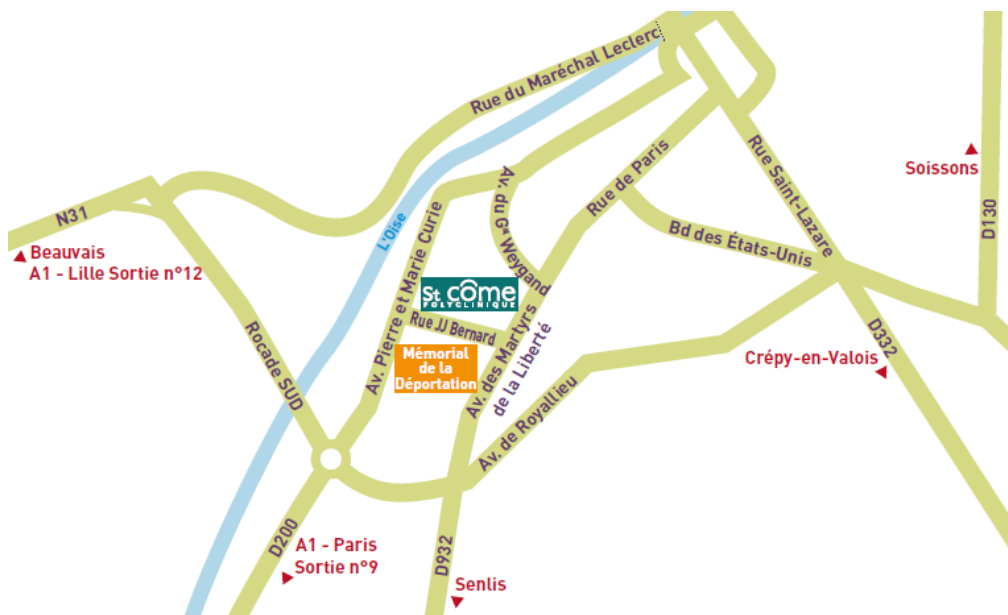 Rue du Maréchal Leclerc
Soissons
D130
Rue Saint-Lazare
Rue de Paris
Av. du Gal Weygand
N31
Beauvais
A1 - Lille Sortie n°12
L'Oise
Bd des États-Unis
St côme
POLYCLINIQUE
Av. Pierre et Marie Curie
Rue JJ Bernard
Mémorial
de la
Déportation
Av. des Martyrs
de la Liberté
Rocade SUD
Crépy-en-Valois
D332
Av. de Royallieu
D200
A1 - Paris
Sortie n°9
D932
Senlis